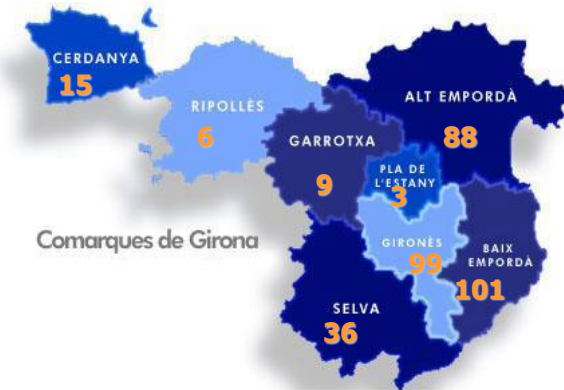 CERDANYA
15
RIPOLLÈS
6
ALT EMPORDÀ
88
GARROTXA
9
PLA DE
L'ESTANY
3
Comarques de Girona
GIRONÈS
99
BAIX
EMPORDÀ
101
SELVA
36